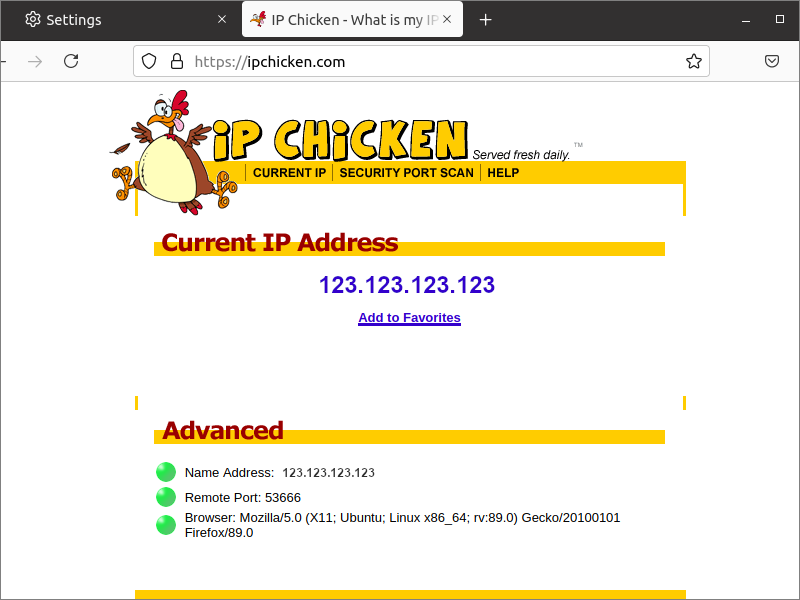 Settings
IP Chicken - What is my IP
https://ipchicken.com
iP CHiCKEN
Served fresh daily.™
CURRENT IP | SECURITY PORT SCAN | HELP
Current IP Address
123.123.123.123
Add to Favorites
Advanced
Name Address: 123.123.123.123
Remote Port: 53666
Browser: Mozilla/5.0 (X11; Ubuntu; Linux x86_64; rv:89.0) Gecko/20100101
Firefox/89.0